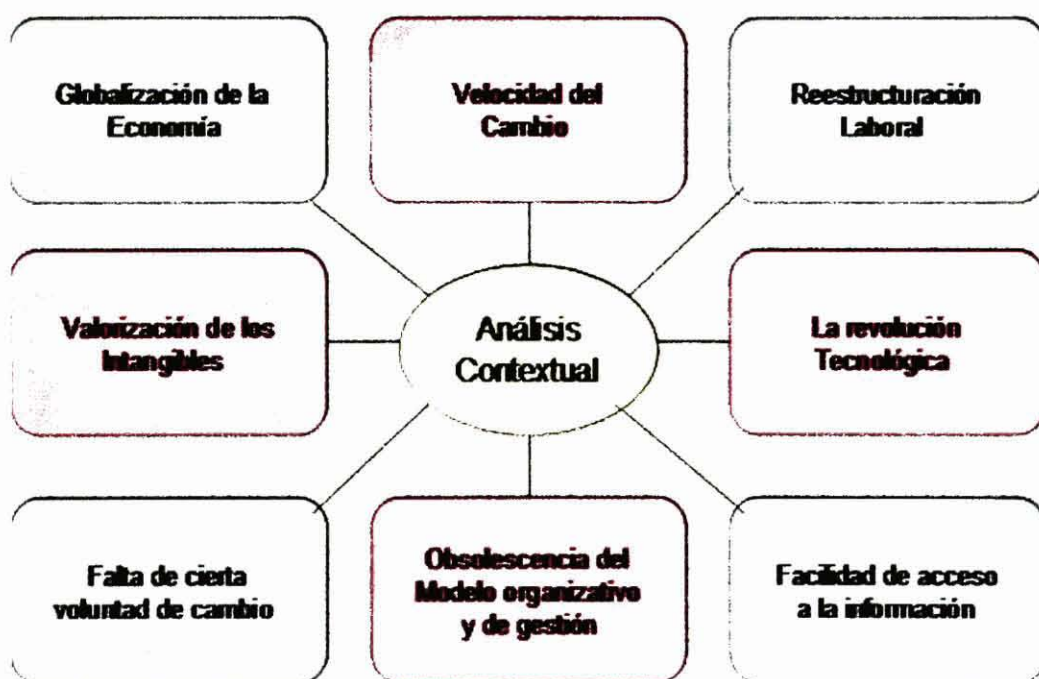 Globalización de la
Economía
Velocidad del
Cambio
Reestructuración
Laboral
Valorización de los
Intangibles
Análisis
Contextual
La revolución
Tecnológica
Falta de cierta
voluntad de cambio
Obsolescencia del
Modelo organizativo
y de gestión
Facilidad de acceso
a la información